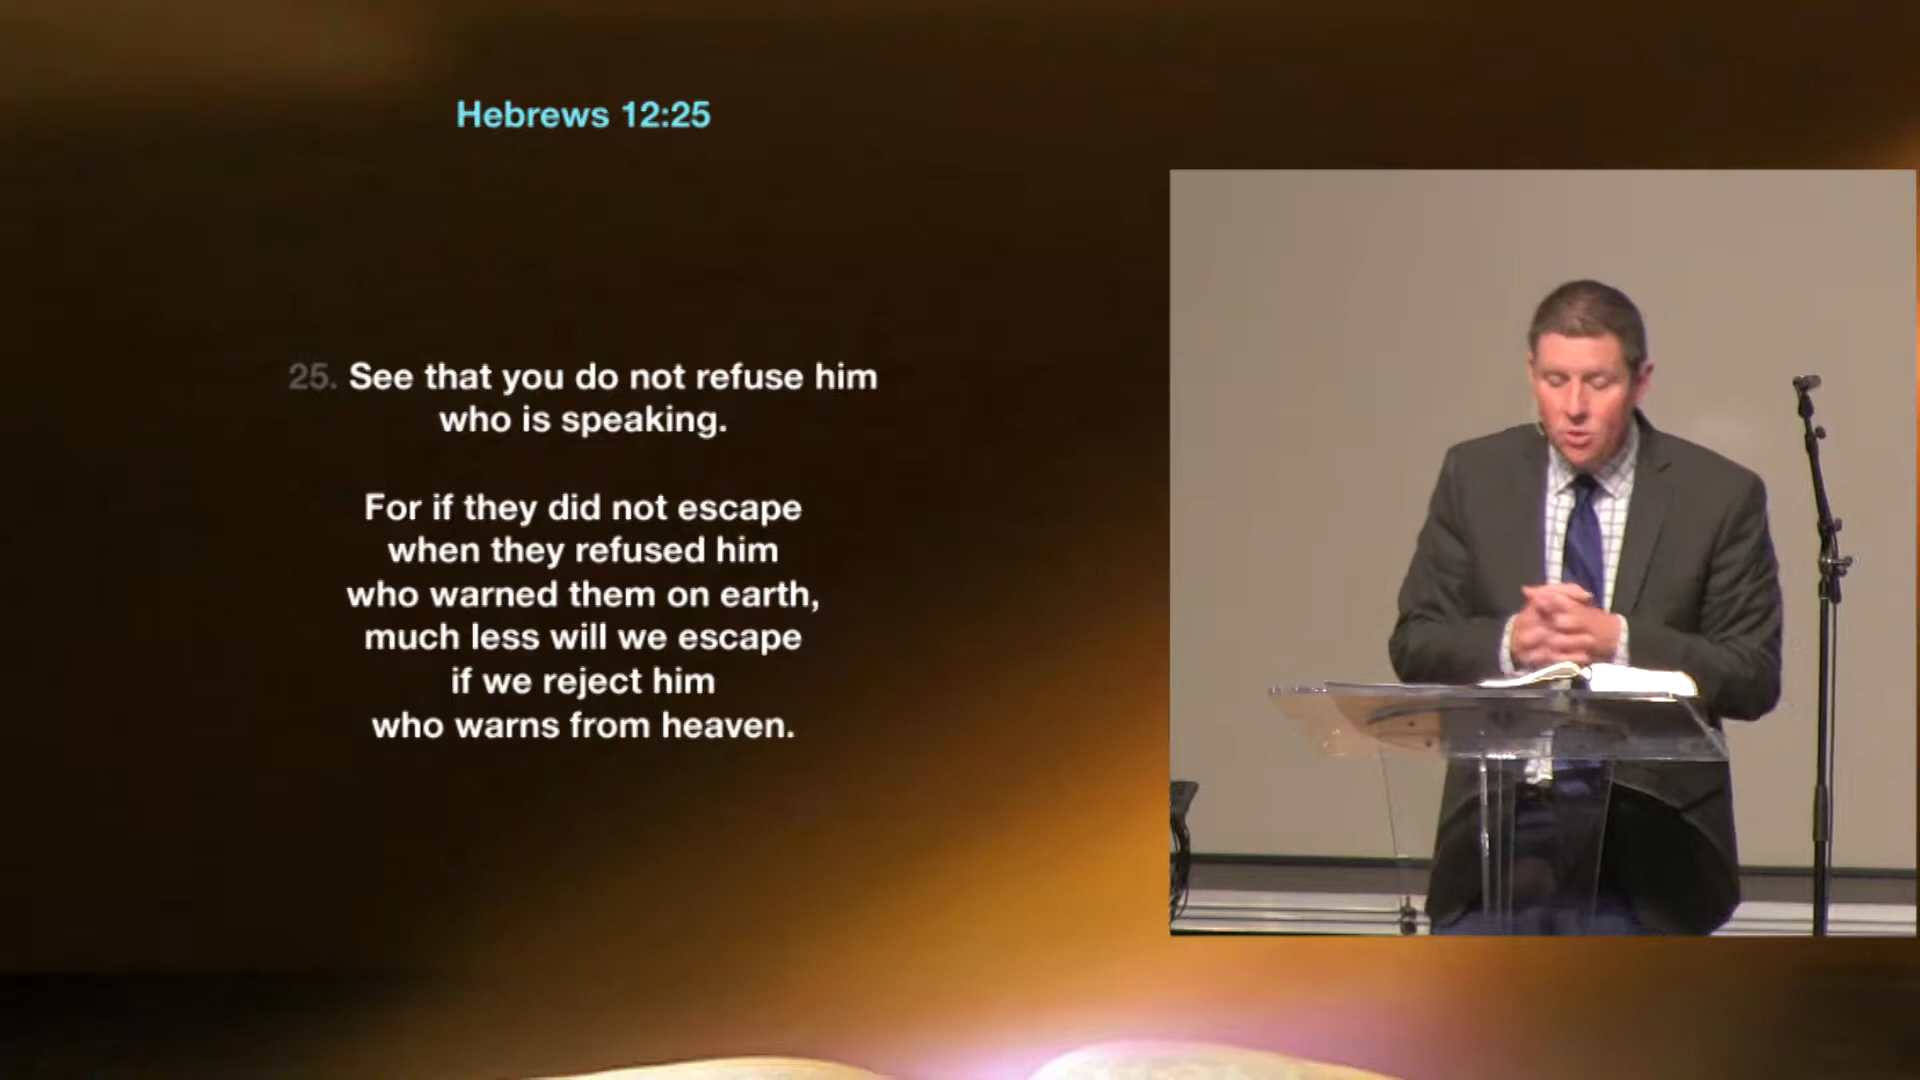 Hebrews 12:25
25. See that you do not refuse him
who is speaking.
For if they did not escape
when they refused him
who warned them on earth,
much less will we escape
if we reject him
who warns from heaven.